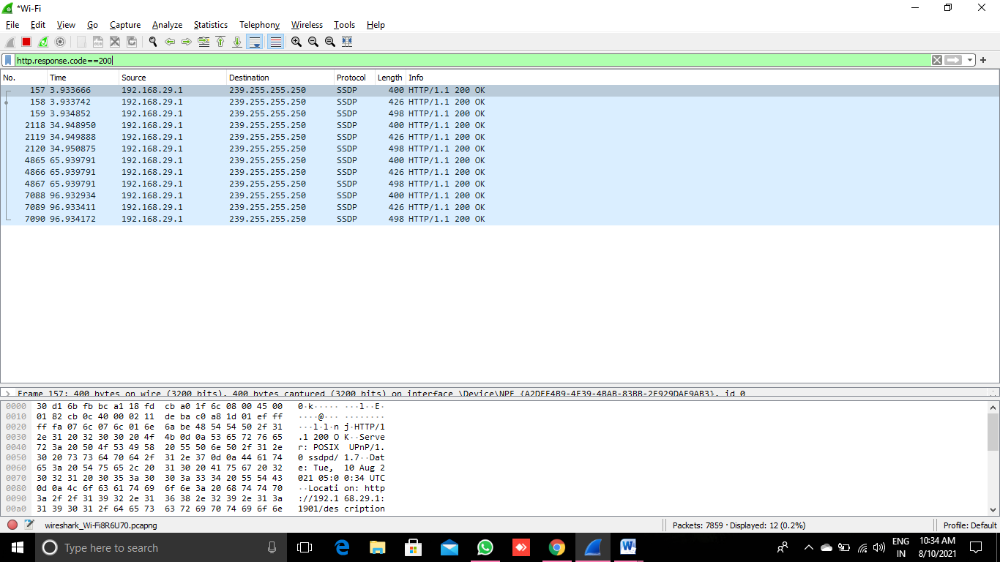 *Wi-Fi
File Edit View Go Capture Analyze Statistics Telephony Wireless Tools Help
http.response.code==200
No. Time Source Destination Protocol Length Info
157 3.933666 192.168.29.1 239.255.255.250 SSDP 400 HTTP/1.1 200 OK
158 3.933742 192.168.29.1 239.255.255.250 SSDP 426 HTTP/1.1 200 OK
159 3.934852 192.168.29.1 239.255.255.250 SSDP 498 HTTP/1.1 200 OK
2118 34.948950 192.168.29.1 239.255.255.250 SSDP 400 HTTP/1.1 200 OK
2119 34.949888 192.168.29.1 239.255.255.250 SSDP 426 HTTP/1.1 200 OK
2120 34.950875 192.168.29.1 239.255.255.250 SSDP 498 HTTP/1.1 200 OK
4865 65.939791 192.168.29.1 239.255.255.250 SSDP 400 HTTP/1.1 200 OK
4866 65.939791 192.168.29.1 239.255.255.250 SSDP 426 HTTP/1.1 200 OK
4867 65.939791 192.168.29.1 239.255.255.250 SSDP 498 HTTP/1.1 200 OK
7088 96.932934 192.168.29.1 239.255.255.250 SSDP 400 HTTP/1.1 200 OK
7089 96.933411 192.168.29.1 239.255.255.250 SSDP 426 HTTP/1.1 200 OK
7090 96.934172 192.168.29.1 239.255.255.250 SSDP 498 HTTP/1.1 200 OK
Frame 157: 400 bytes on wire (3200 bits), 400 bytes captured (3200 bits) on interface \Device\NPF_{A2DFF4B9-4F39-4BAB-83BB-2F929DAF9AB3}, id 0
0000 30 d1 6b fb bc a1 18 fd cb a0 1f 6c 08 00 45 00 0·k····· ···l··E·
0010 01 82 cb 0c 40 00 02 11 de ba c0 a8 1d 01 ef ff ····@··· ········
0020 ff fa 07 6c 07 6c 01 6e 6a be 48 54 54 50 2f 31 ···l·l·n j·HTTP/1
0030 2e 31 20 32 30 30 20 4f 4b 0d 0a 53 65 72 76 65 .1 200 O K··Serve
0040 72 3a 20 50 4f 53 49 58 20 55 50 6e 50 2f 31 2e r: POSIX UPnP/1.
0050 30 20 73 73 64 70 64 2f 31 2e 37 0d 0a 44 61 74 0 ssdpd/ 1.7··Dat
0060 65 3a 20 54 75 65 2c 20 31 30 20 41 75 67 20 32 e: Tue, 10 Aug 2
0070 30 32 31 20 30 35 3a 30 30 3a 33 34 20 55 54 43 021 05:0 0:34 UTC
0080 0d 0a 4c 6f 63 61 74 69 6f 6e 3a 20 68 74 74 70 ··Locati on: http
0090 3a 2f 2f 31 39 32 2e 31 36 38 2e 32 39 2e 31 3a ://192.1 68.29.1:
00a0 31 39 30 31 2f 64 65 73 63 72 69 70 74 69 6f 6e 1901/des cription
wireshark_Wi-Fi8R6U70.pcapng Packets: 7859 · Displayed: 12 (0.2%) Profile: Default
Type here to search
ENG
IN
10:34 AM
8/10/2021